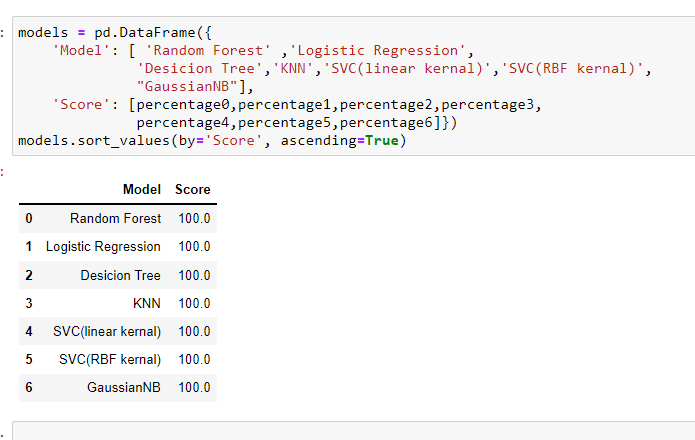 :
models = pd.DataFrame({
    'Model': [ 'Random Forest' ,'Logistic Regression',
               'Desicion Tree','KNN','SVC(linear kernal)','SVC(RBF kernal)',
               "GaussianNB"],
    'Score': [percentage0,percentage1,percentage2,percentage3,
               percentage4,percentage5,percentage6]})
models.sort_values(by='Score', ascending=True)
:
Model Score
0 Random Forest 100.0
1 Logistic Regression 100.0
2 Desicion Tree 100.0
3 KNN 100.0
4 SVC(linear kernal) 100.0
5 SVC(RBF kernal) 100.0
6 GaussianNB 100.0